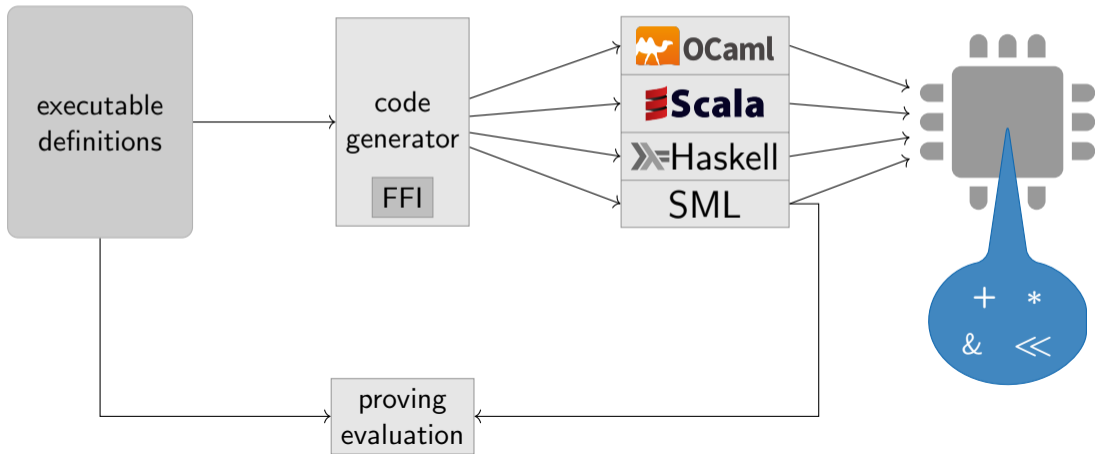 executable
definitions
code
generator
FFI
OCaml
Scala
Haskell
SML
+ *
& ≪
proving
evaluation